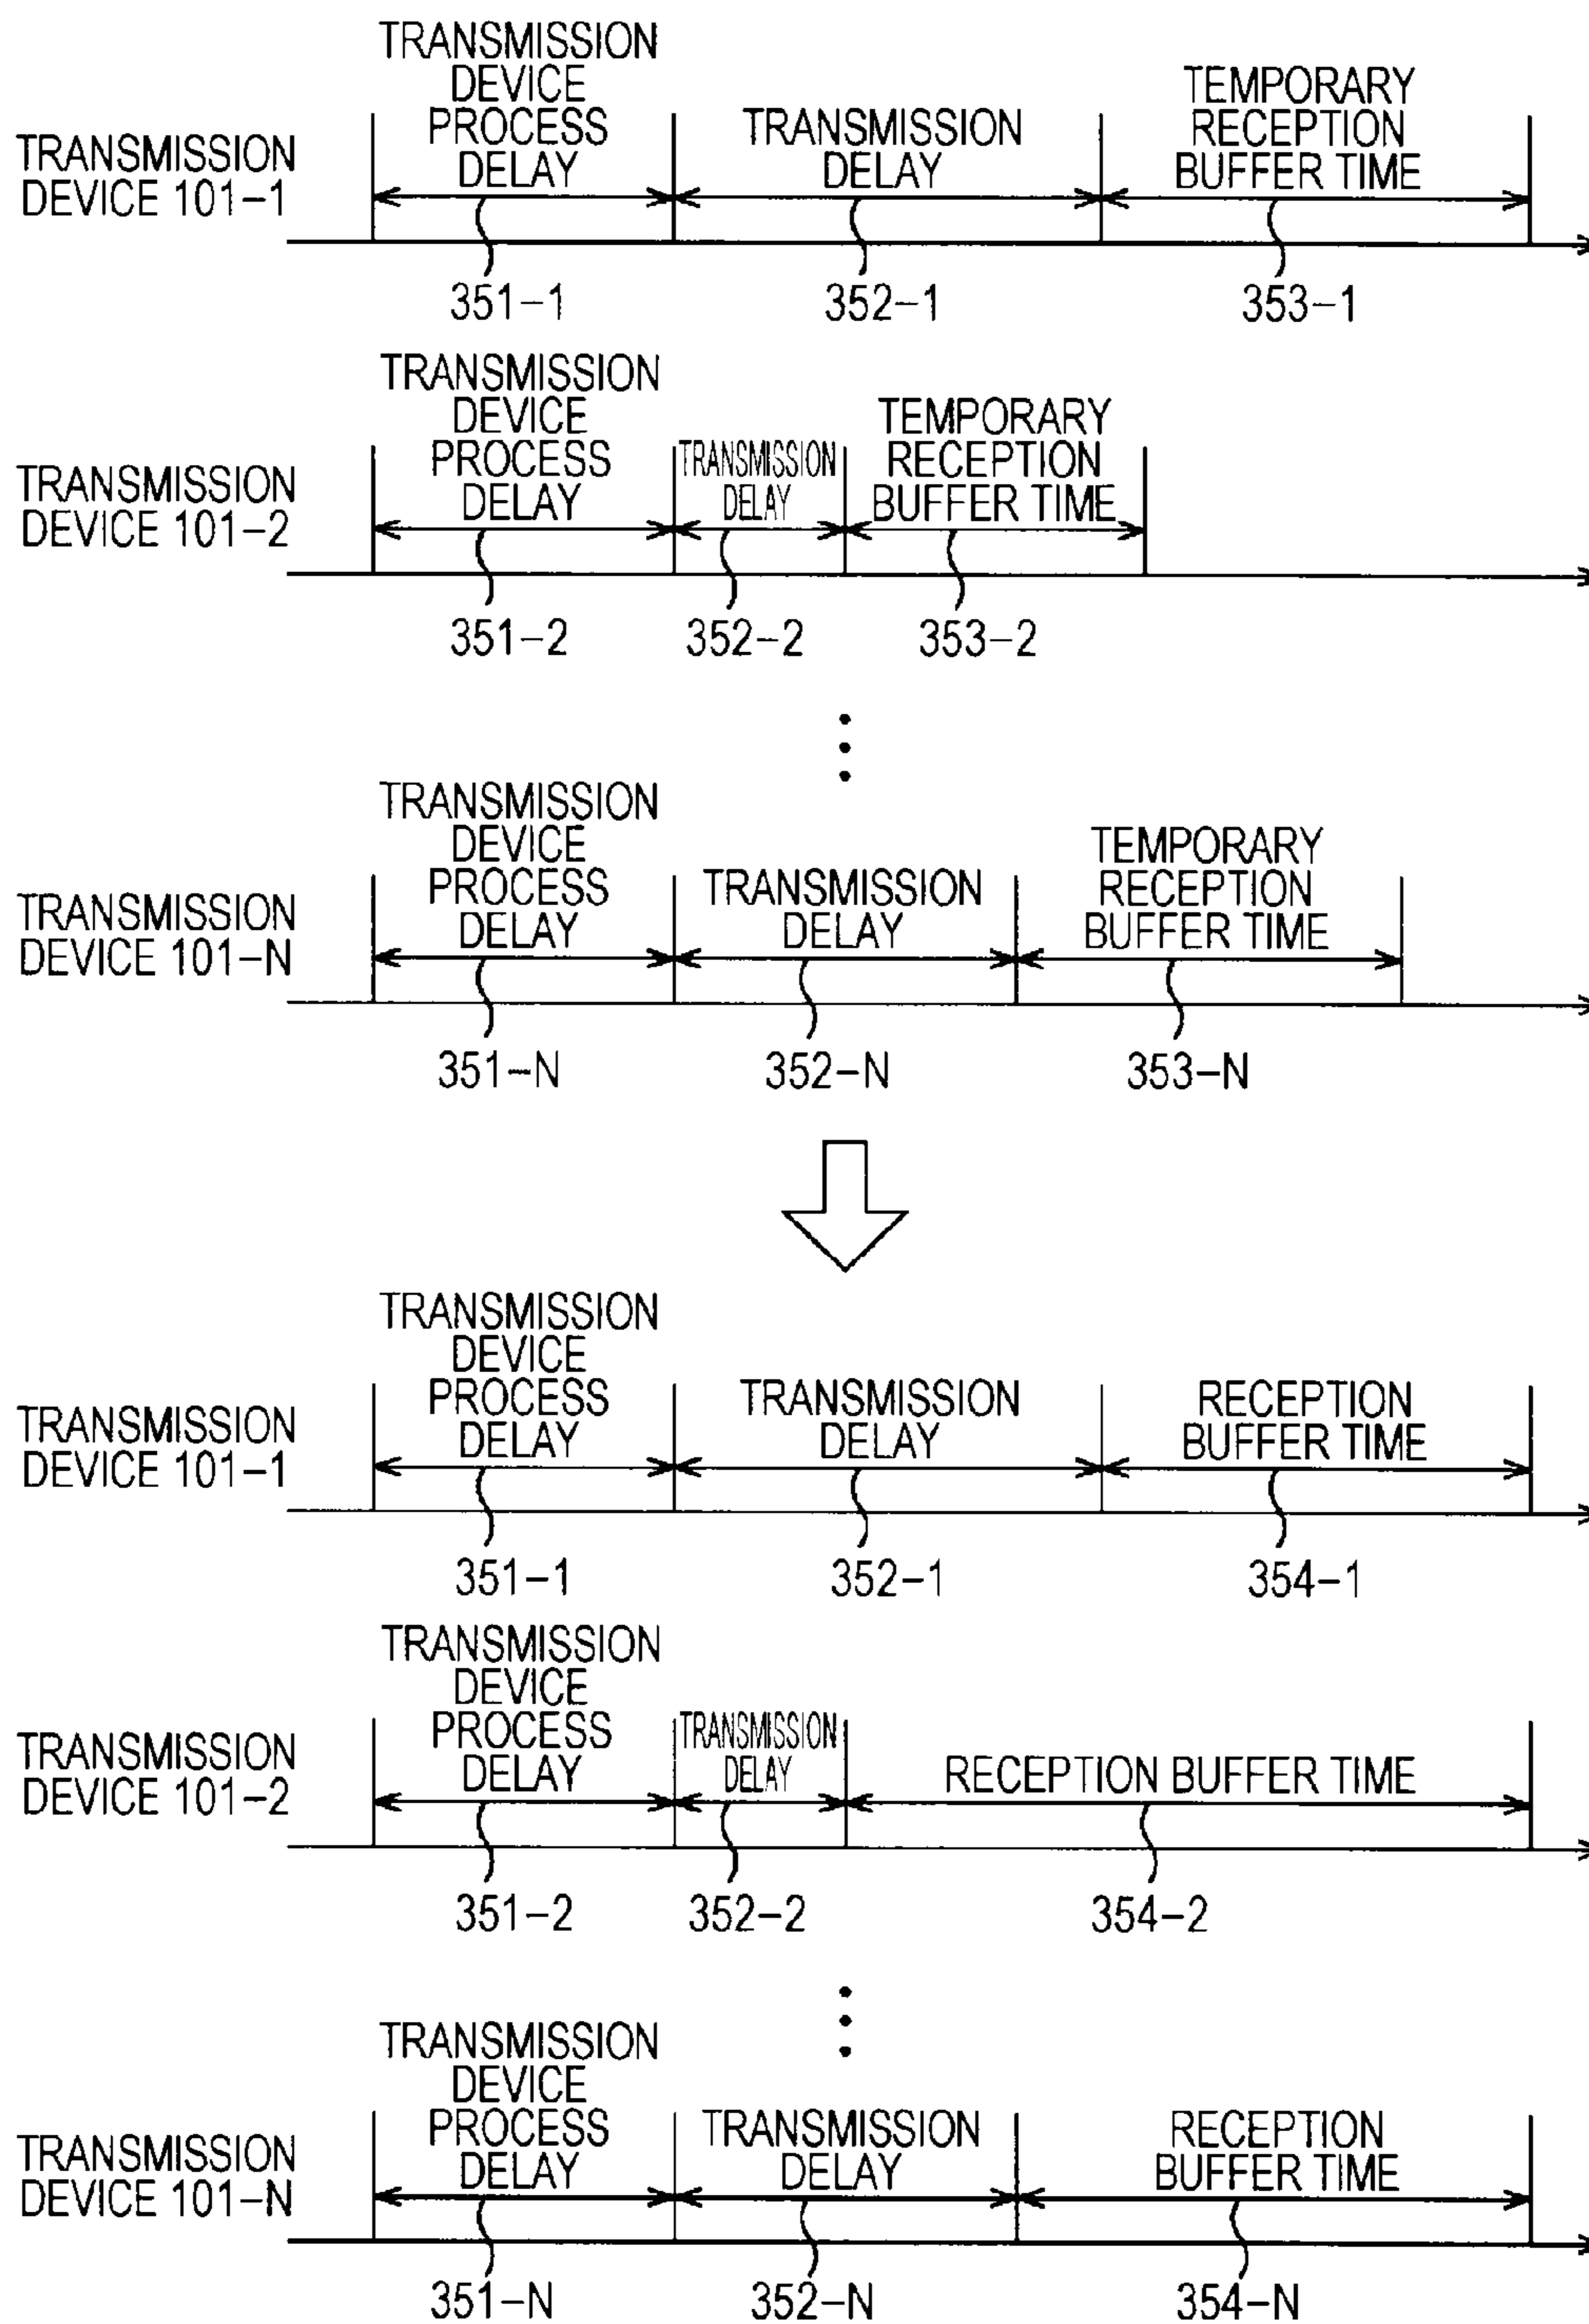 TRANSMISSION
DEVICE
PROCESS
DELAY
TRANSMISSION
DELAY
TEMPORARY
RECEPTION
BUFFER TIME
TRANSMISSION
DEVICE 101-1
351-1
352-1
353-1
TRANSMISSION
DEVICE
PROCESS
DELAY
TRANSMISSION
DELAY
TEMPORARY
RECEPTION
BUFFER TIME
TRANSMISSION
DEVICE 101-2
351-2
352-2
353-2
TRANSMISSION
DEVICE
PROCESS
DELAY
TRANSMISSION
DELAY
TEMPORARY
RECEPTION
BUFFER TIME
TRANSMISSION
DEVICE 101-N
351-N
352-N
353-N
TRANSMISSION
DEVICE
PROCESS
DELAY
TRANSMISSION
DELAY
RECEPTION
BUFFER TIME
TRANSMISSION
DEVICE 101-1
351-1
352-1
354-1
TRANSMISSION
DEVICE
PROCESS
DELAY
TRANSMISSION
DELAY
RECEPTION BUFFER TIME
TRANSMISSION
DEVICE 101-2
351-2
352-2
354-2
TRANSMISSION
DEVICE
PROCESS
DELAY
TRANSMISSION
DELAY
RECEPTION
BUFFER TIME
TRANSMISSION
DEVICE 101-N
351-N
352-N
354-N